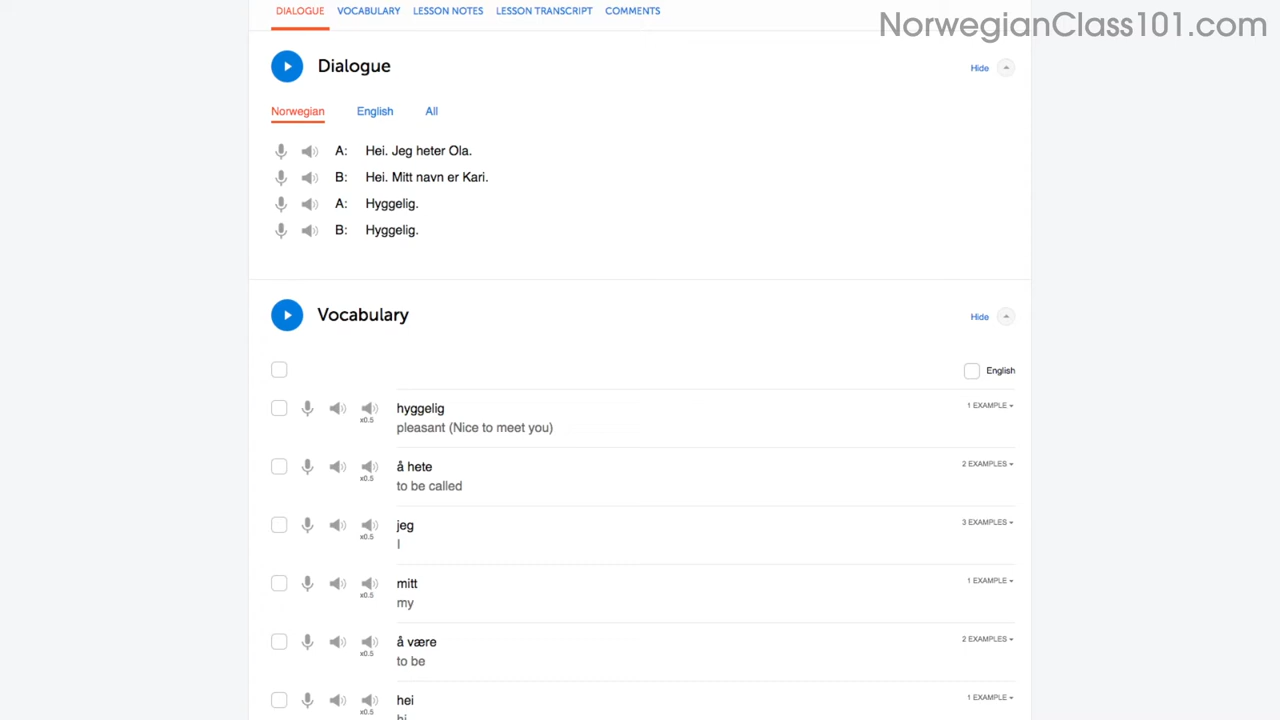 DIALOGUE VOCABULARY LESSON NOTES LESSON TRANSCRIPT COMMENTS
NorwegianClass101.com
Dialogue
Hide
Norwegian English All
A: Hei. Jeg heter Ola.
B: Hei. Mitt navn er Kari.
A: Hyggelig.
B: Hyggelig.
Vocabulary
Hide
English
hyggelig
1 EXAMPLE
x0.5
pleasant (Nice to meet you)
å hete
2 EXAMPLES
x0.5
to be called
jeg
3 EXAMPLES
x0.5
I
mitt
1 EXAMPLE
x0.5
my
å være
2 EXAMPLES
x0.5
to be
hei
1 EXAMPLE
x0.5
hi